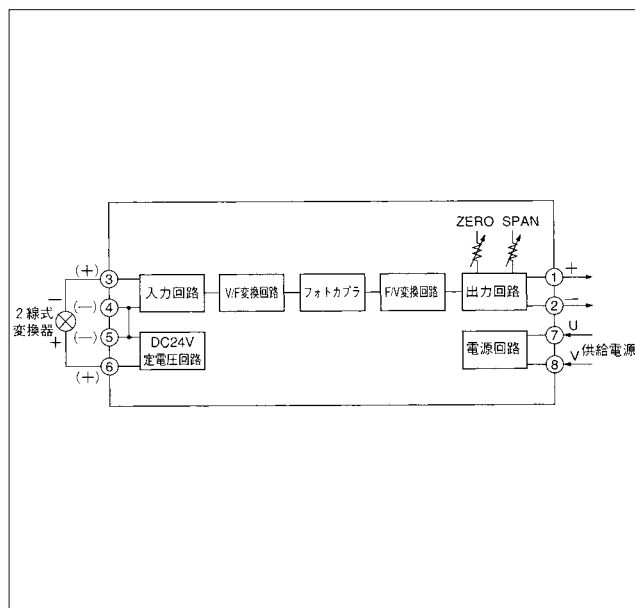 ZERO SPAN
(+) ③ 入力回路 V/F変換回路 フォトカプラ F/V変換回路 出力回路 ① +
− (−) ④ ② −
2線式
変換器
+ (−) ⑤ DC24V
定電圧回路
(+) ⑥
電源回路 ⑦ U
⑧ V 供給電源